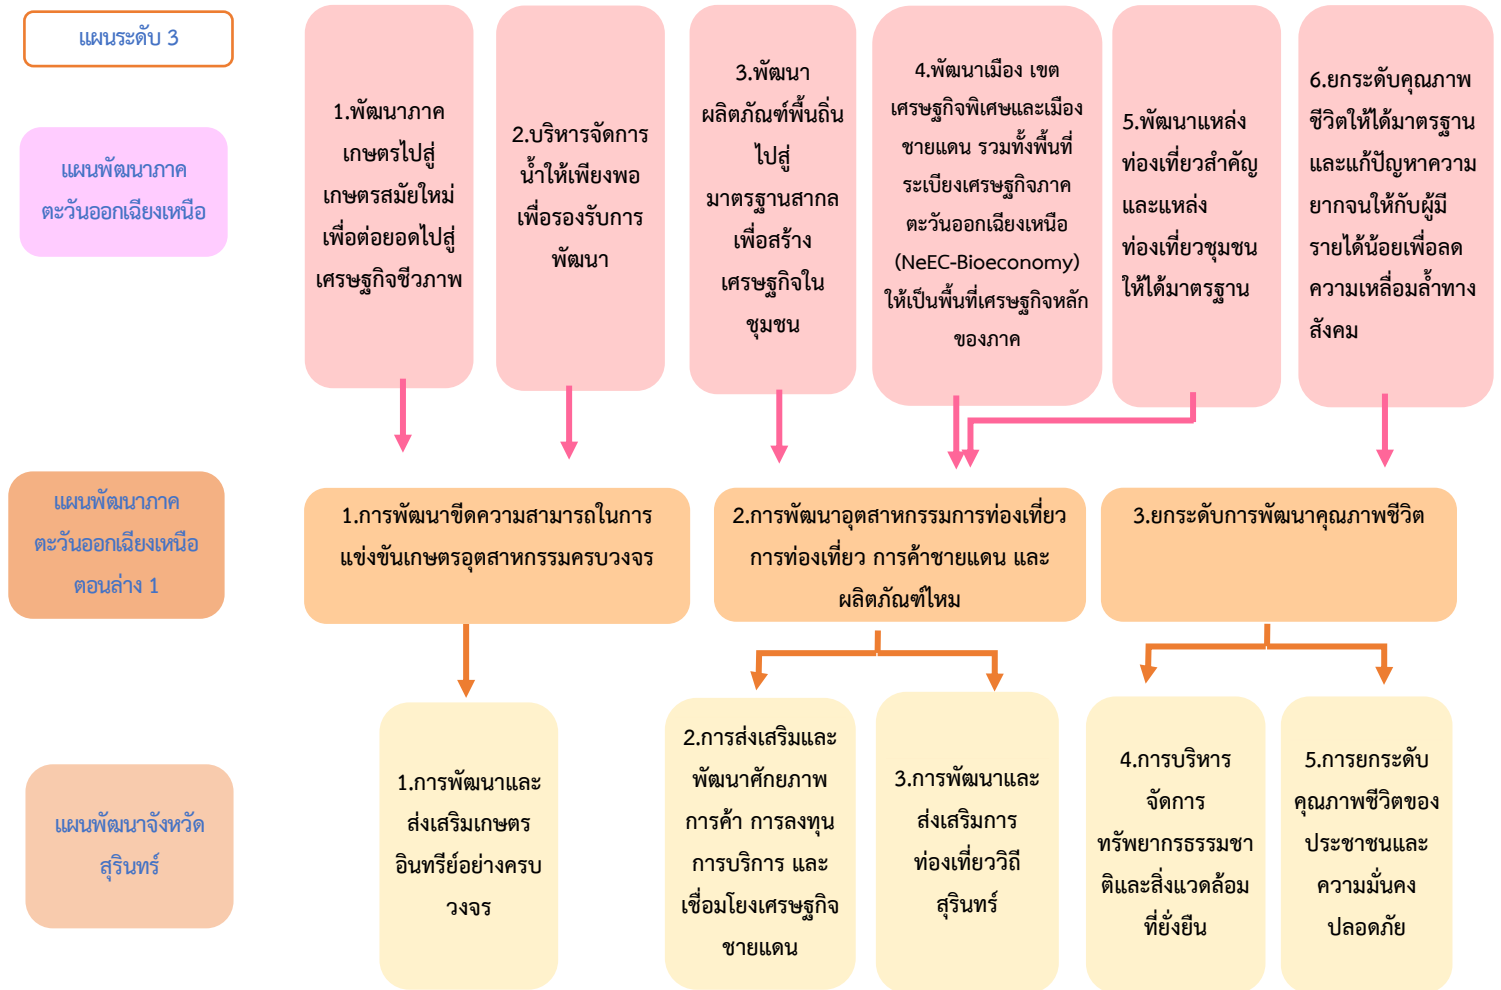 แผนระดับ 3
แผนพัฒนาภาค
ตะวันออกเฉียงเหนือ
1.พัฒนาภาค
เกษตรไปสู่
เกษตรสมัยใหม่
เพื่อต่อยอดไปสู่
เศรษฐกิจชีวภาพ
2.บริหารจัดการ
น้ำให้เพียงพอ
เพื่อรองรับการ
พัฒนา
3.พัฒนา
ผลิตภัณฑ์พื้นถิ่น
ไปสู่
มาตรฐานสากล
เพื่อสร้าง
เศรษฐกิจใน
ชุมชน
4.พัฒนาเมือง เขต
เศรษฐกิจพิเศษและเมือง
ชายแดน รวมทั้งพื้นที่
ระเบียงเศรษฐกิจภาค
ตะวันออกเฉียงเหนือ
(NeEC-Bioeconomy)
ให้เป็นพื้นที่เศรษฐกิจหลัก
ของภาค
5.พัฒนาแหล่ง
ท่องเที่ยวสำคัญ
และแหล่ง
ท่องเที่ยวชุมชน
ให้ได้มาตรฐาน
6.ยกระดับคุณภาพ
ชีวิตให้ได้มาตรฐาน
และแก้ปัญหาความ
ยากจนให้กับผู้มี
รายได้น้อยเพื่อลด
ความเหลื่อมล้ำทาง
สังคม
แผนพัฒนาภาค
ตะวันออกเฉียงเหนือ
ตอนล่าง 1
1.การพัฒนาขีดความสามารถในการ
แข่งขันเกษตรอุตสาหกรรมครบวงจร
2.การพัฒนาอุตสาหกรรมการท่องเที่ยว
การท่องเที่ยว การค้าชายแดน และ
ผลิตภัณฑ์ไหม
3.ยกระดับการพัฒนาคุณภาพชีวิต
แผนพัฒนาจังหวัด
สุรินทร์
1.การพัฒนาและ
ส่งเสริมเกษตร
อินทรีย์อย่างครบ
วงจร
2.การส่งเสริมและ
พัฒนาศักยภาพ
การค้า การลงทุน
การบริการ และ
เชื่อมโยงเศรษฐกิจ
ชายแดน
3.การพัฒนาและ
ส่งเสริมการ
ท่องเที่ยววิถี
สุรินทร์
4.การบริหาร
จัดการ
ทรัพยากรธรรมชา
ติและสิ่งแวดล้อม
ที่ยั่งยืน
5.การยกระดับ
คุณภาพชีวิตของ
ประชาชนและ
ความมั่นคง
ปลอดภัย